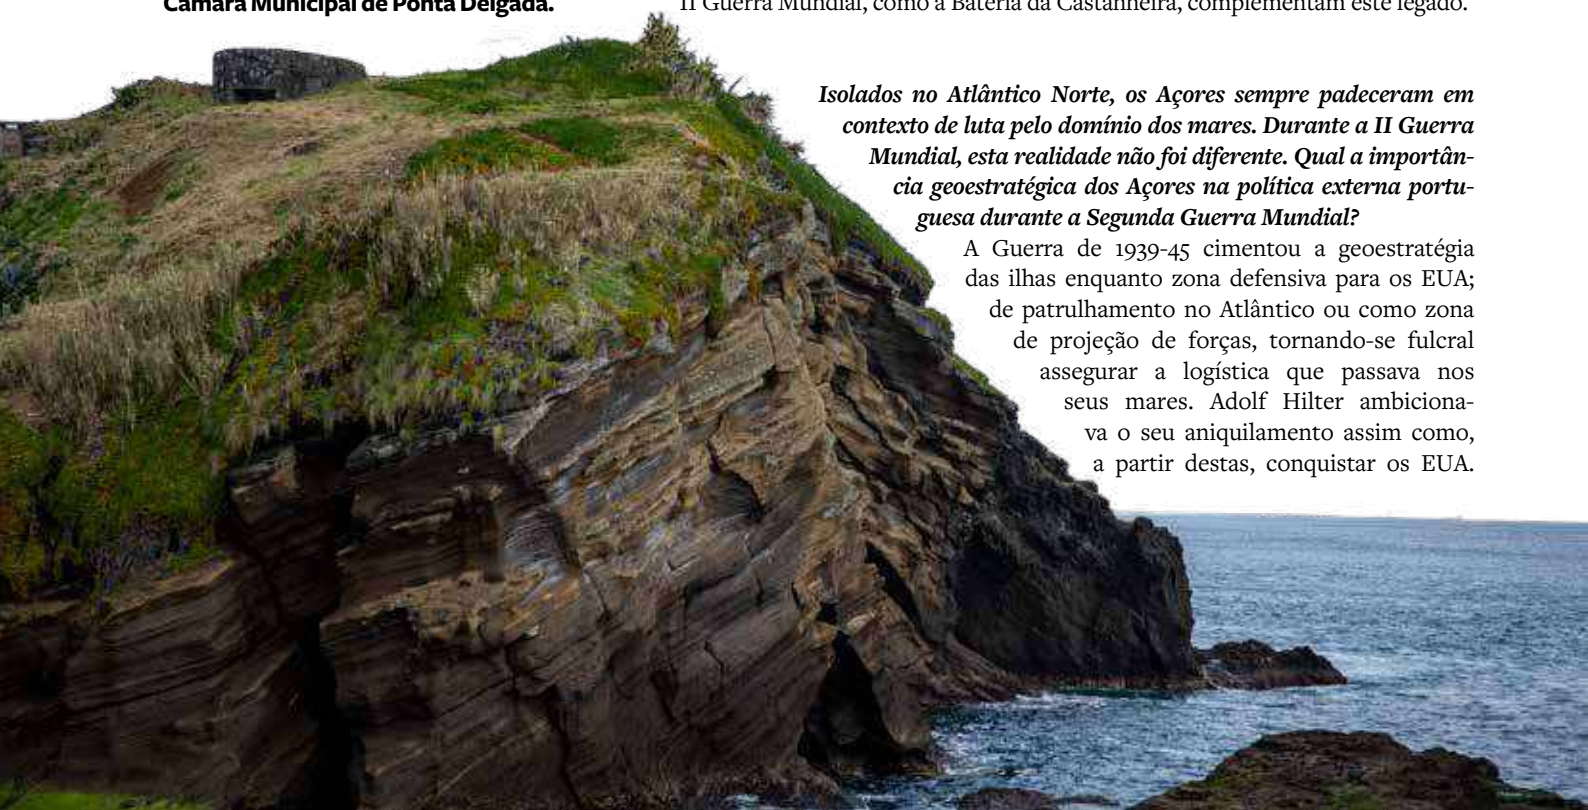 Câmara Municipal de Ponta Delgada.
II Guerra Mundial, como a Bateria da Castanheira, complementam este legado.
Isolados no Atlântico Norte, os Açores sempre padeceram em
contexto de luta pelo domínio dos mares. Durante a II Guerra
Mundial, esta realidade não foi diferente. Qual a importân-
cia geoestratégica dos Açores na política externa portu-
guesa durante a Segunda Guerra Mundial?
A Guerra de 1939-45 cimentou a geoestratégia
das ilhas enquanto zona defensiva para os EUA;
de patrulhamento no Atlântico ou como zona
de projeção de forças, tornando-se fulcral
assegurar a logística que passava nos
seus mares. Adolf Hilter ambiciona-
va o seu aniquilamento assim como,
a partir destas, conquistar os EUA.